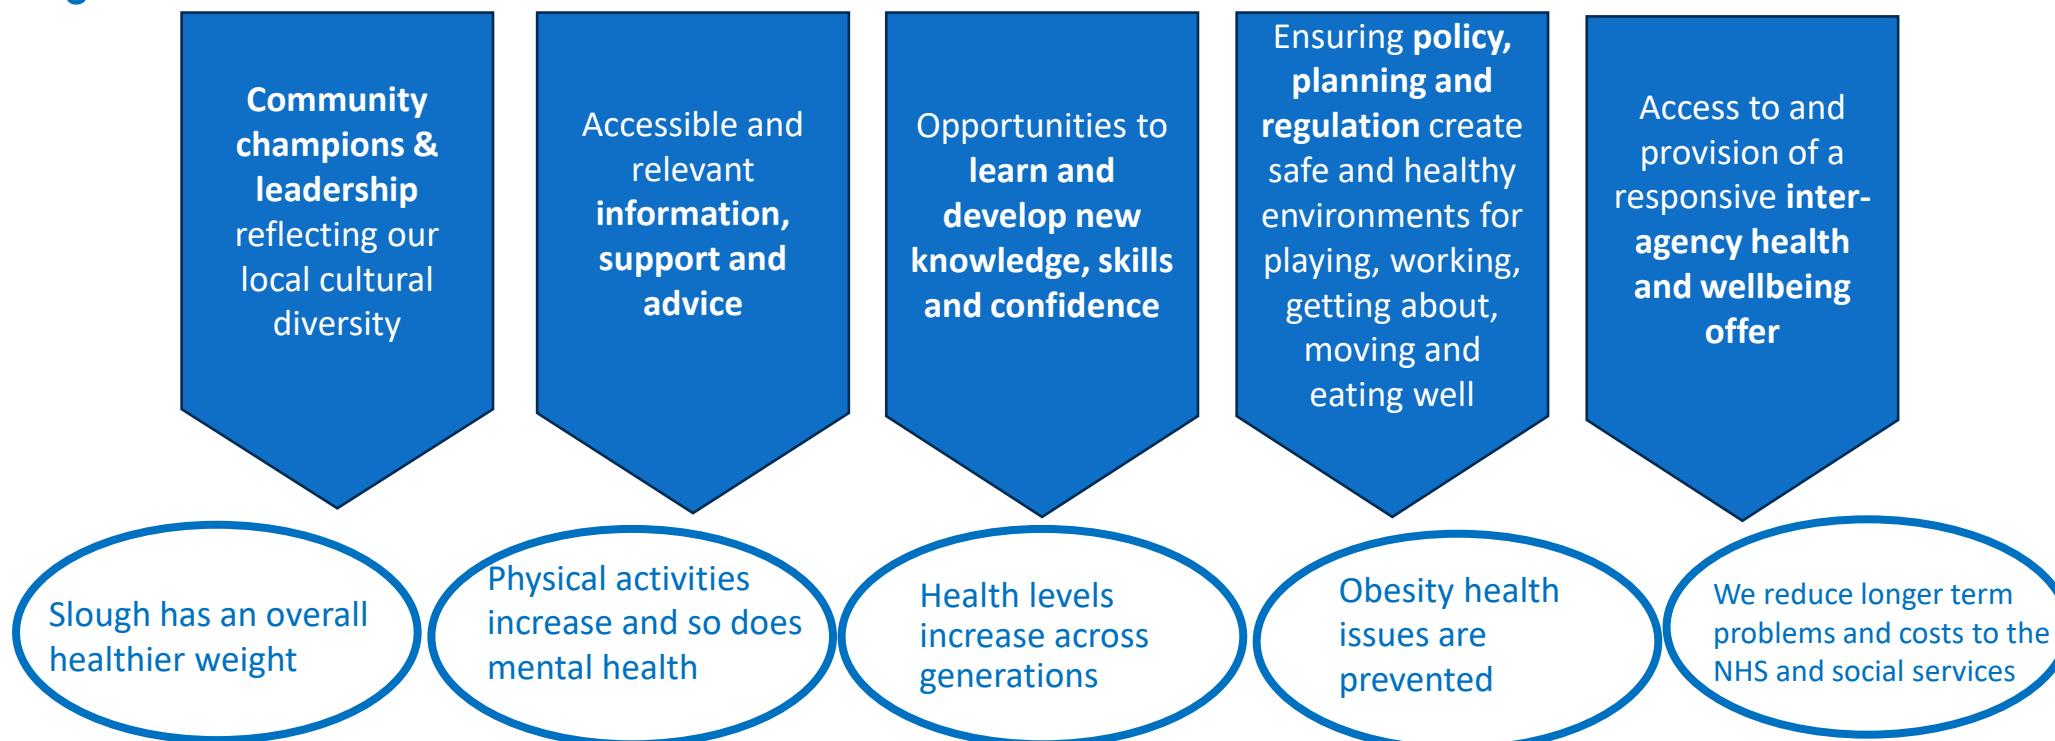 Community
champions &
leadership
reflecting our
local cultural
diversity
Accessible and
relevant
information,
support and
advice
Opportunities to
learn and
develop new
knowledge, skills
and confidence
Ensuring policy,
planning and
regulation create
safe and healthy
environments for
playing, working,
getting about,
moving and
eating well
Access to and
provision of a
responsive inter-
agency health
and wellbeing
offer
Slough has an overall
healthier weight
Physical activities
increase and so does
mental health
Health levels
increase across
generations
Obesity health
issues are
prevented
We reduce longer term
problems and costs to the
NHS and social services